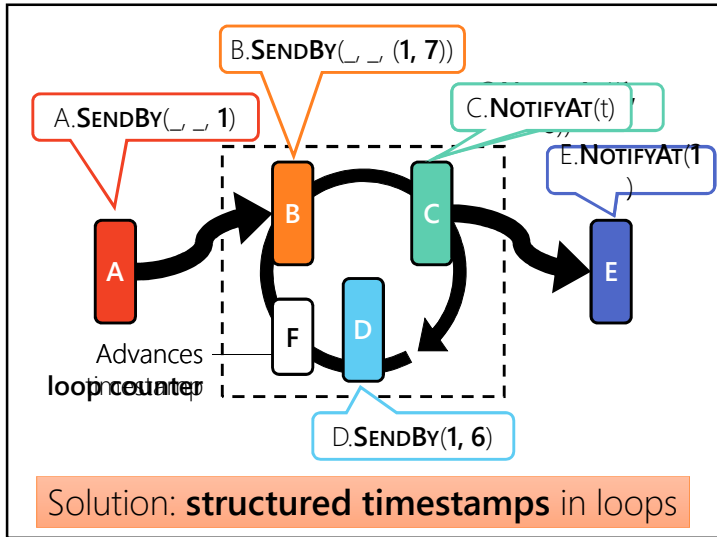 B.SENDBY(_, _, (1, 7))
A.SENDBY(_, _, 1)
C.NOTIFYAT(t)
E.NOTIFYAT(1
)
B
C
A
E
D
F
Advances
loop counter
timestamp
D.SENDBY(1, 6)
Solution: structured timestamps in loops